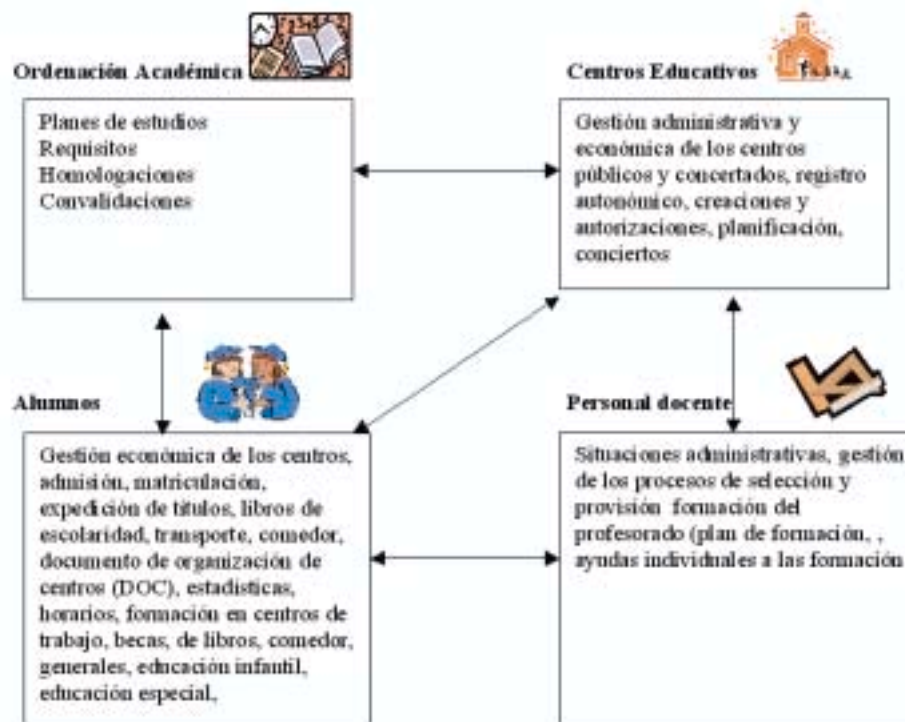 Ordenación Académica
Planes de estudios
Requisitos
Homologaciones
Convalidaciones
Centros Educativos
Gestión administrativa y
económica de los centros
públicos y concertados, registro
autonómico, creaciones y
autorizaciones, planificación,
conciertos
Alumnos
Gestión económica de los centros,
admisión, matriculación,
expedición de títulos, libros de
escolaridad, transporte, comedor,
documento de organización de
centros (DOC), estadísticas,
horarios, formación en centros de
trabajo, becas, de libros, comedor,
generales, educación infantil,
educación especial,
Personal docente
Situaciones administrativas, gestión
de los procesos de selección y
provisión formación del
profesorado (plan de formación, ,
ayudas individuales a las formación